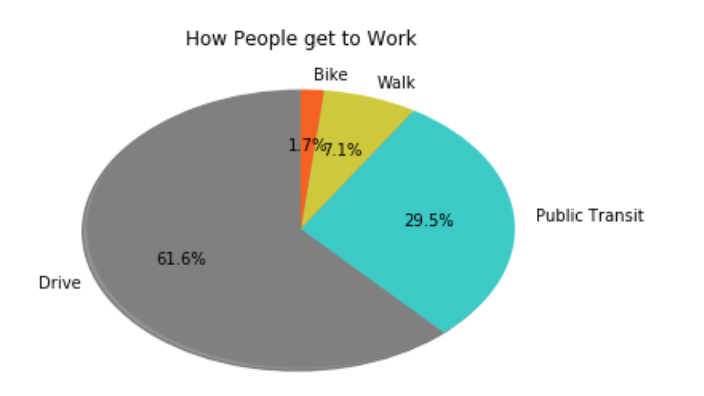 How People get to Work
Bike
Walk
1.7%
7.1%
29.5%
Public Transit
61.6%
Drive